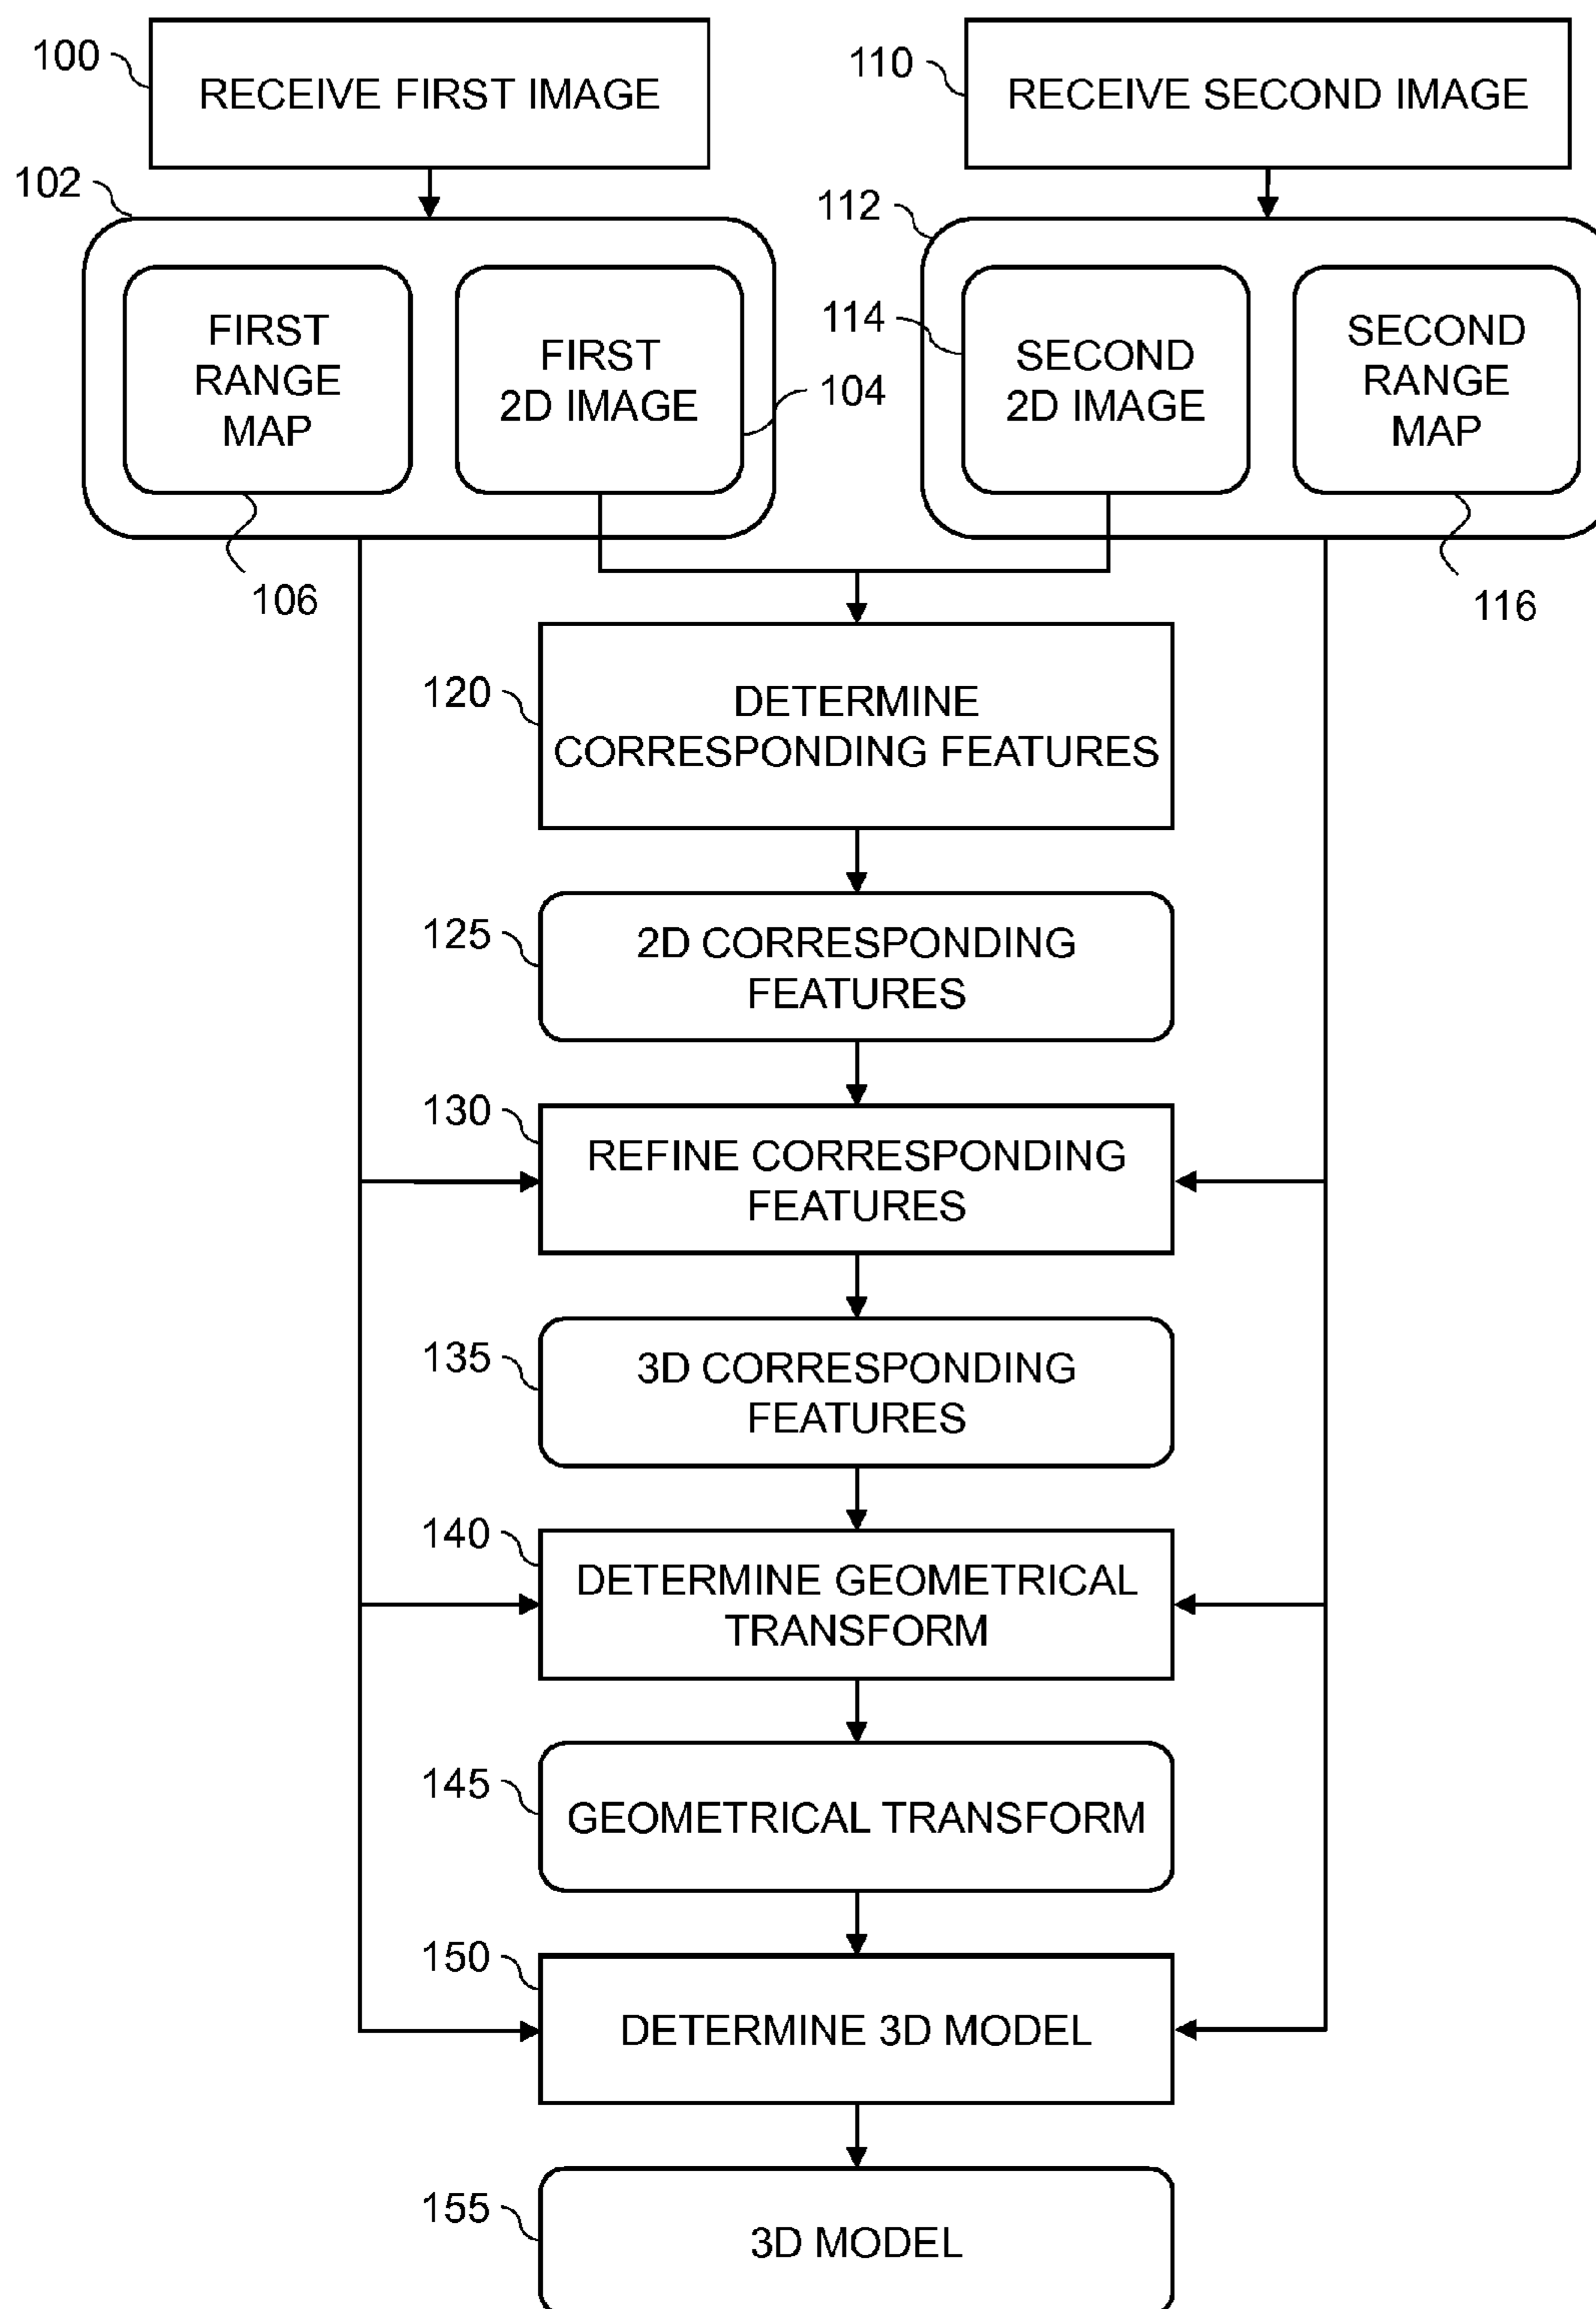 100
RECEIVE FIRST IMAGE
110
RECEIVE SECOND IMAGE
102
112
FIRST
RANGE
MAP
FIRST
2D IMAGE
104
114
SECOND
2D IMAGE
SECOND
RANGE
MAP
106
116
120
DETERMINE
CORRESPONDING FEATURES
125
2D CORRESPONDING
FEATURES
130
REFINE CORRESPONDING
FEATURES
135
3D CORRESPONDING
FEATURES
140
DETERMINE GEOMETRICAL
TRANSFORM
145
GEOMETRICAL TRANSFORM
150
DETERMINE 3D MODEL
155
3D MODEL